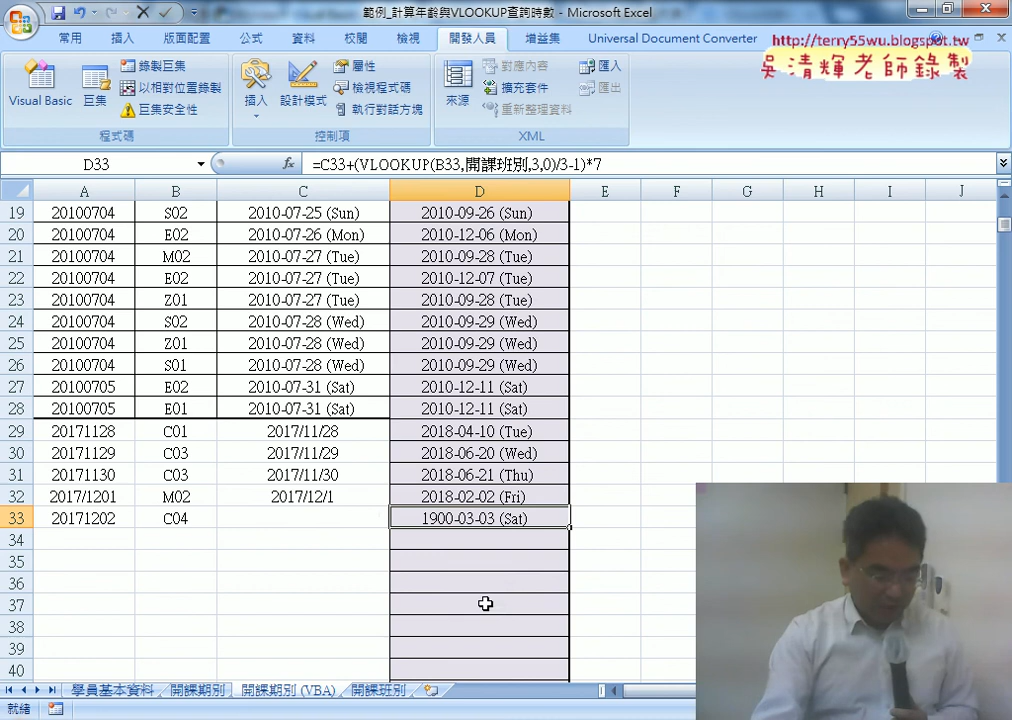 範例_計算年齡與VLOOKUP查詢時數 - Microsoft Excel
常用 插入 版面配置 公式 資料 校閱 檢視 開發人員 增益集 Universal Document Converter
http://terry55wu.blogspot.tw
吳清輝老師錄製
Visual Basic 巨集 錄製巨集 以相對位置錄製 巨集安全性 程式碼
插入 設計模式 屬性 檢視程式碼 執行對話方塊 控制項
來源 對應內容 擴充套件 重新整理資料 匯入 匯出 XML
D33 fx =C33+(VLOOKUP(B33,開課班別,3,0)/3-1)*7
A B C D E F G H I J
19 20100704 S02 2010-07-25 (Sun) 2010-09-26 (Sun)
20 20100704 E02 2010-07-26 (Mon) 2010-12-06 (Mon)
21 20100704 M02 2010-07-27 (Tue) 2010-09-28 (Tue)
22 20100704 E02 2010-07-27 (Tue) 2010-12-07 (Tue)
23 20100704 Z01 2010-07-27 (Tue) 2010-09-28 (Tue)
24 20100704 S02 2010-07-28 (Wed) 2010-09-29 (Wed)
25 20100704 Z01 2010-07-28 (Wed) 2010-09-29 (Wed)
26 20100704 S01 2010-07-28 (Wed) 2010-09-29 (Wed)
27 20100705 E02 2010-07-31 (Sat) 2010-12-11 (Sat)
28 20100705 E01 2010-07-31 (Sat) 2010-12-11 (Sat)
29 20171128 C01 2017/11/28 2018-04-10 (Tue)
30 20171129 C03 2017/11/29 2018-06-20 (Wed)
31 20171130 C03 2017/11/30 2018-06-21 (Thu)
32 2017/1201 M02 2017/12/1 2018-02-02 (Fri)
33 20171202 C04 1900-03-03 (Sat)
34
35
36
37
38
39
40
學員基本資料 開課期別 開課期別 (VBA) 開課班別
就緒